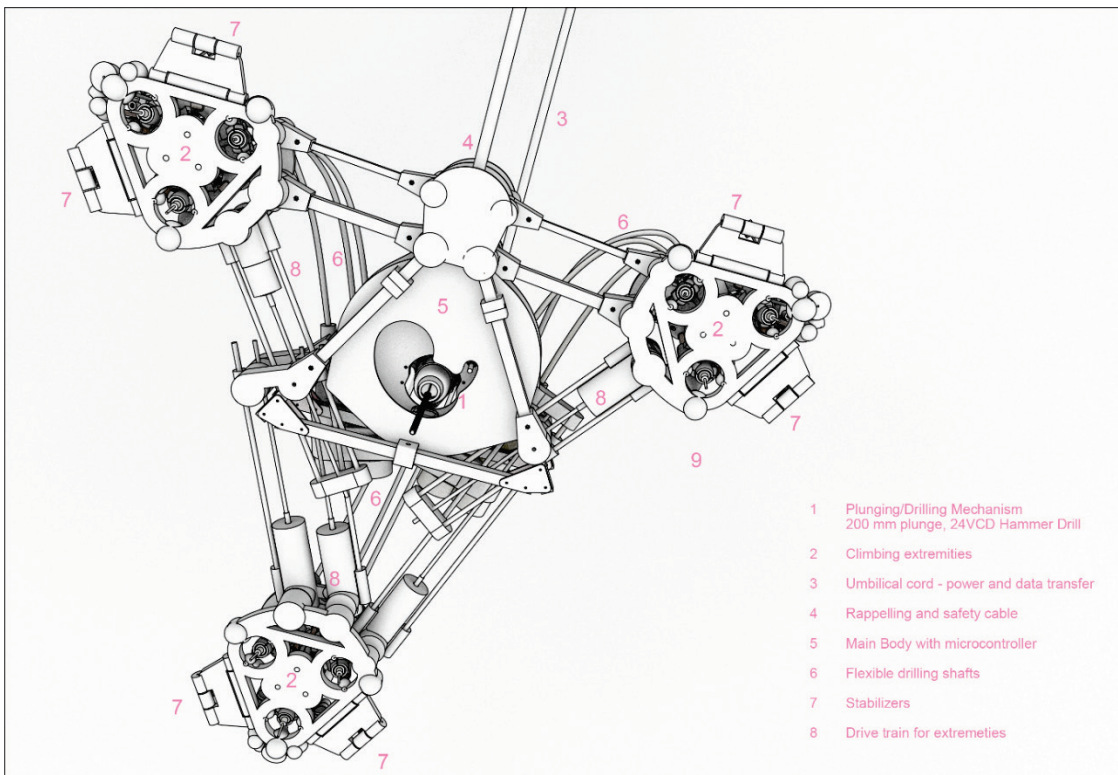 7
3
4
2
7
7
6
8
6
5
2
1
8
7
9
6
8
2
7
7
1 Plunging/Drilling Mechanism
200 mm plunge, 24VCD Hammer Drill
2 Climbing extremities
3 Umbilical cord - power and data transfer
4 Rappelling and safety cable
5 Main Body with microcontroller
6 Flexible drilling shafts
7 Stabilizers
8 Drive train for extremeties